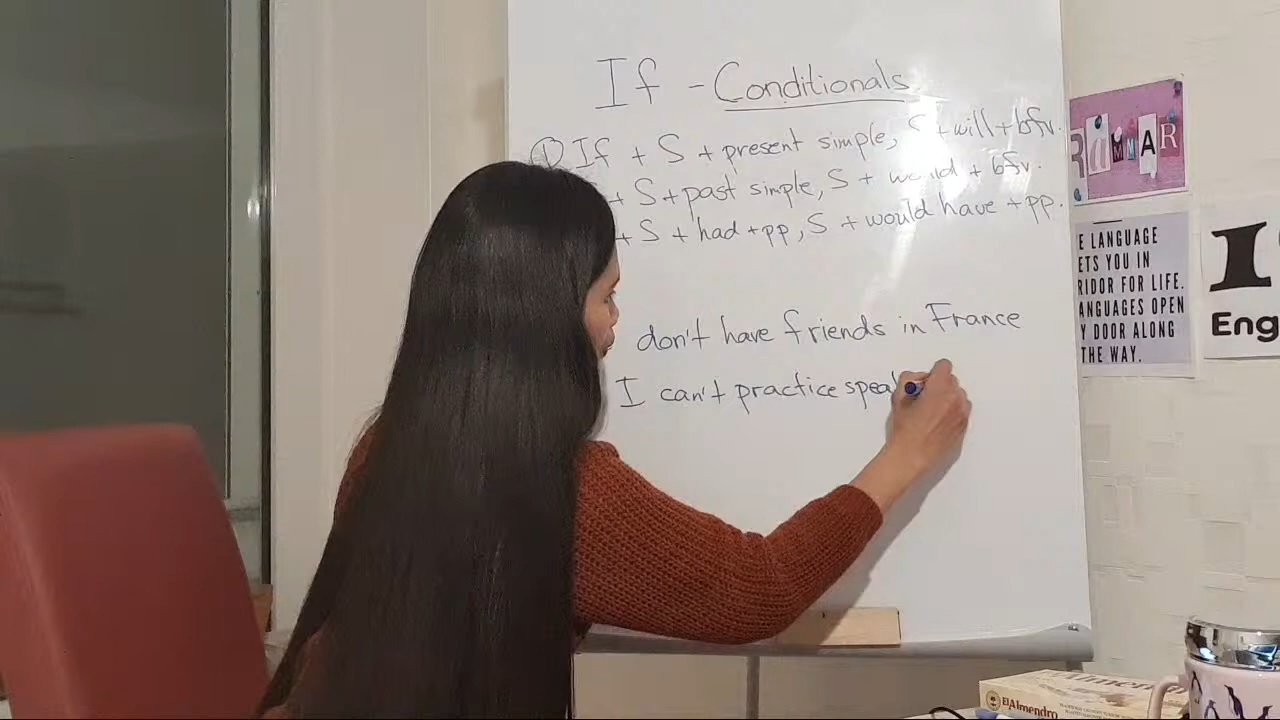 If - Conditionals
① If + S + present simple, S + will + bfv.
+ S + past simple, S + would + bfv.
+ S + had + pp, S + would have + pp.
don't have friends in France
I can't practice speak
GRAMMAR
E LANGUAGE
ETS YOU IN
RIDOR FOR LIFE.
ANGUAGES OPEN
Y DOOR ALONG
THE WAY.
I
Eng
ElAlmendro